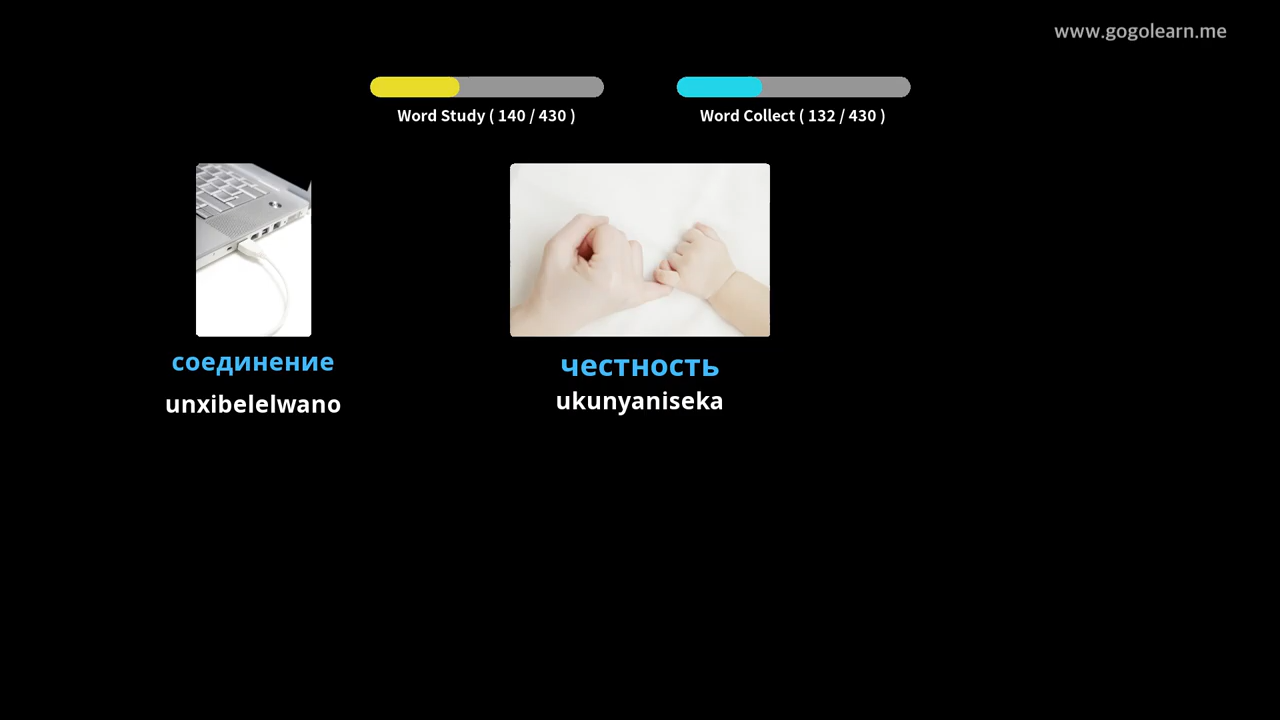 www.gogolearn.me
Word Study ( 140 / 430 )
Word Collect ( 132 / 430 )
соединение
unxibelelwano
честность
ukunyaniseka